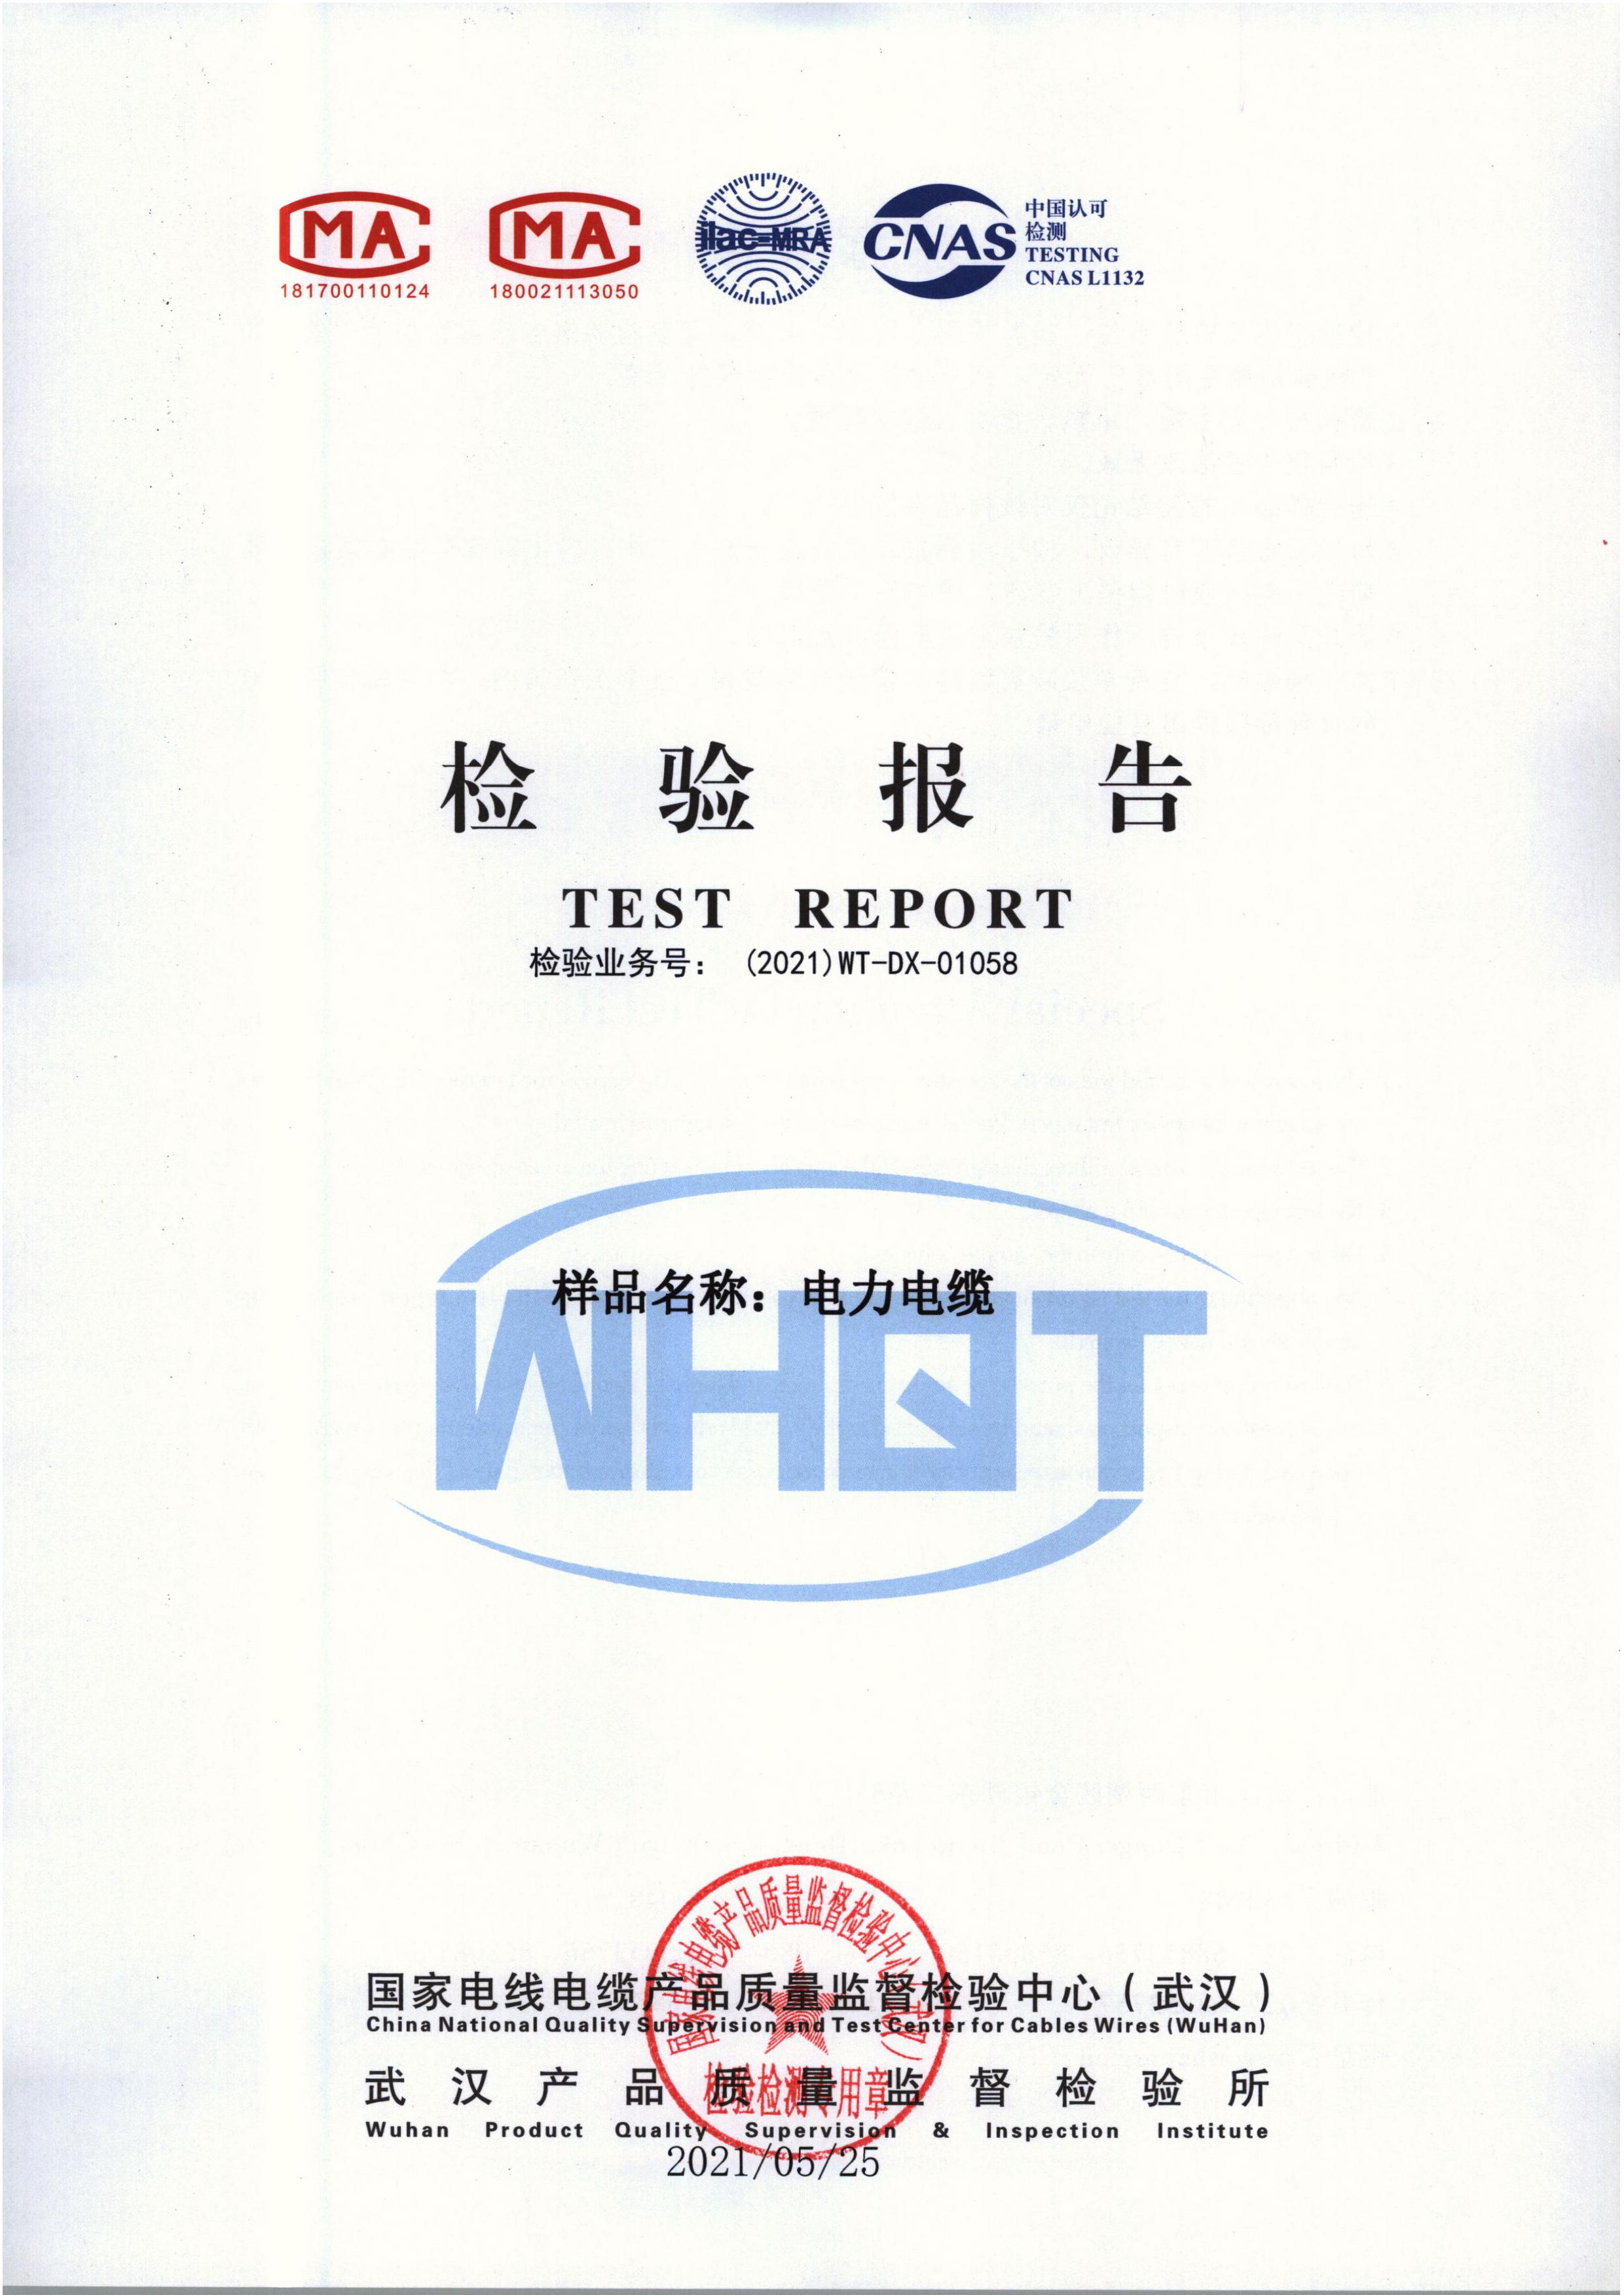 MA MA ilac-MRA CNAS 中国认可
检测
TESTING
CNAS L1132
181700110124 180021113050
检验报告
TEST REPORT
检验业务号： (2021)WT-DX-01058
样品名称：电力电缆
WHQT
国家电线电缆产品质量监督检验中心（武汉）
China National Quality Supervision and Test Center for Cables Wires (WuHan)
武汉产品质量监督检验所
Wuhan Product Quality Supervision & Inspection Institute
2021/05/25
国家电线电缆产品质量监督检验中心(武汉)
检验检测专用章